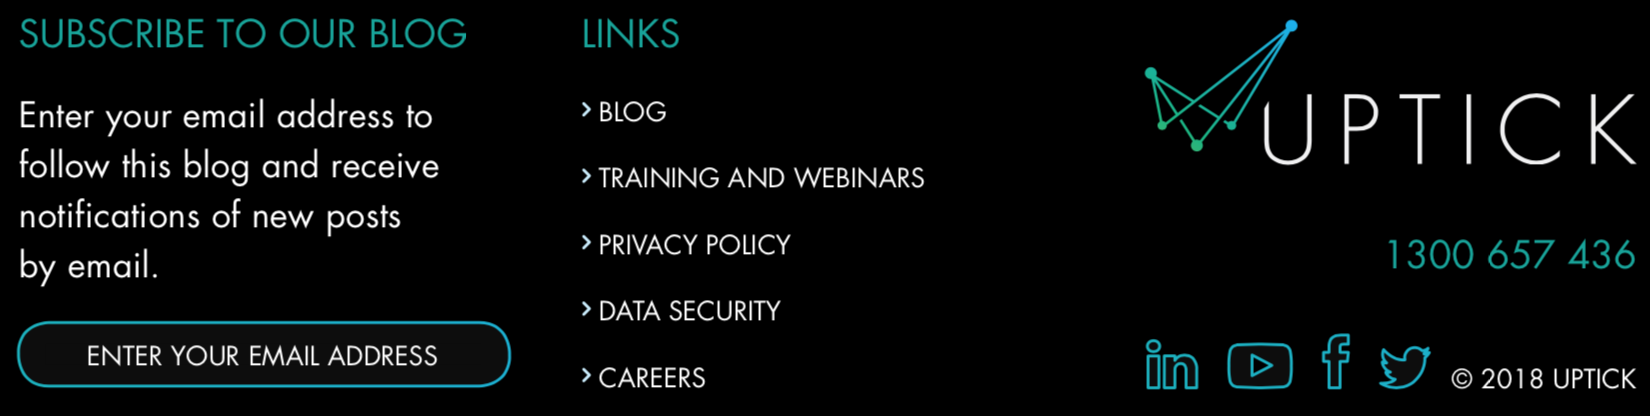 SUBSCRIBE TO OUR BLOG
Enter your email address to
follow this blog and receive
notifications of new posts
by email.
ENTER YOUR EMAIL ADDRESS
LINKS
BLOG
TRAINING AND WEBINARS
PRIVACY POLICY
DATA SECURITY
CAREERS
UPTICK
1300 657 436
in f © 2018 UPTICK